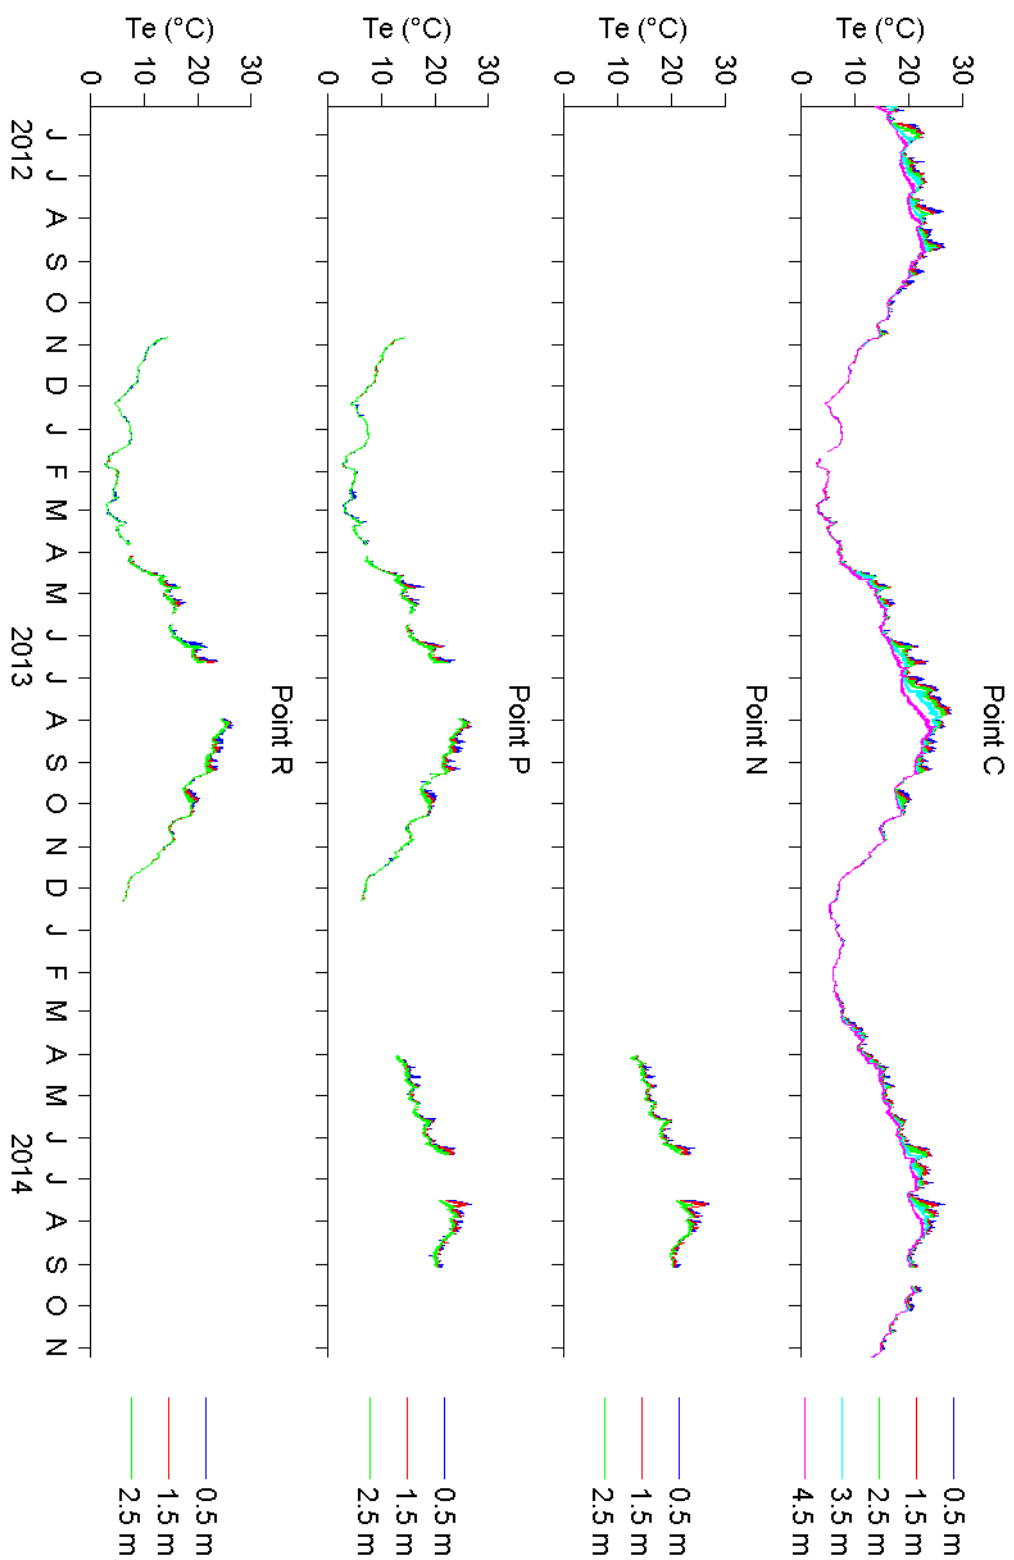 Point C
Te (°C)
0 10 20 30
0.5 m
1.5 m
2.5 m
3.5 m
4.5 m
Point N
Te (°C)
0 10 20 30
0.5 m
1.5 m
2.5 m
Point P
Te (°C)
0 10 20 30
0.5 m
1.5 m
2.5 m
Point R
Te (°C)
0 10 20 30
0.5 m
1.5 m
2.5 m
J J A S O N D J F M A M J J A S O N D J F M A M J J A S O N
2012 2013 2014